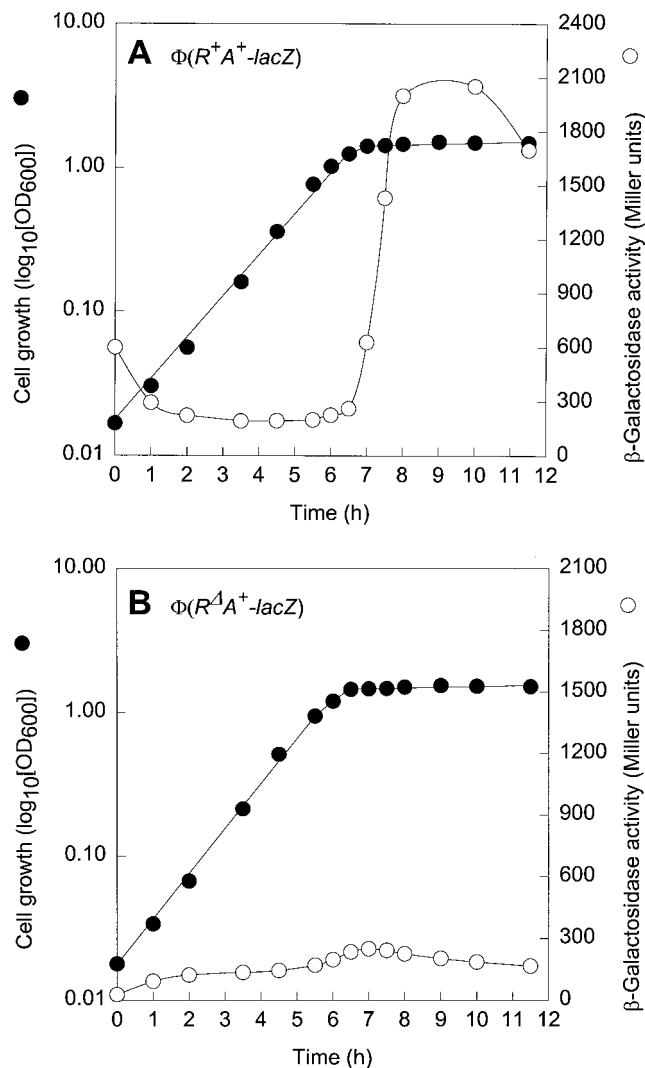 A Φ(R⁺A⁺-lacZ)
Cell growth (log₁₀[OD₆₀₀])
10.00
1.00
0.10
0.01
β-Galactosidase activity (Miller units)
2400
2100
1800
1500
1200
900
600
300
0
0 1 2 3 4 5 6 7 8 9 10 11 12
Time (h)
B Φ(R^ΔA⁺-lacZ)
Cell growth (log₁₀[OD₆₀₀])
10.00
1.00
0.10
0.01
β-Galactosidase activity (Miller units)
2100
1800
1500
1200
900
600
300
0
0 1 2 3 4 5 6 7 8 9 10 11 12
Time (h)